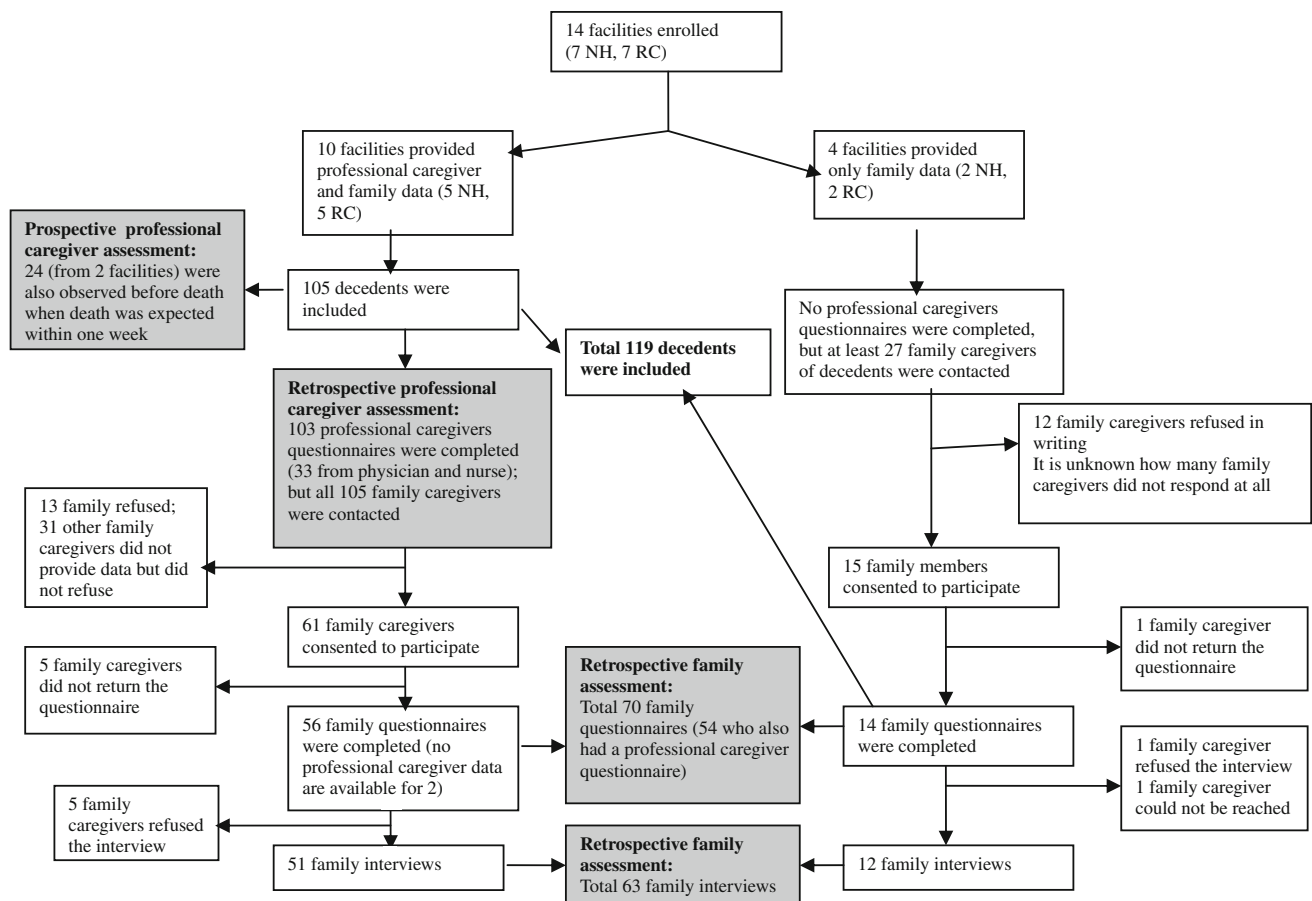 14 facilities enrolled
(7 NH, 7 RC)
10 facilities provided
professional caregiver
and family data (5 NH,
5 RC)
4 facilities provided
only family data (2 NH,
2 RC)
Prospective professional
caregiver assessment:
24 (from 2 facilities) were
also observed before death
when death was expected
within one week
105 decedents were
included
No professional caregivers
questionnaires were completed,
but at least 27 family caregivers
of decedents were contacted
Total 119 decedents
were included
Retrospective professional
caregiver assessment:
103 professional caregivers
questionnaires were completed
(33 from physician and nurse);
but all 105 family caregivers
were contacted
12 family caregivers refused in
writing
It is unknown how many family
caregivers did not respond at all
13 family refused;
31 other family
caregivers did not
provide data but did
not refuse
15 family members
consented to participate
61 family caregivers
consented to participate
1 family caregiver
did not return the
questionnaire
5 family caregivers
did not return the
questionnaire
Retrospective family
assessment:
Total 70 family
questionnaires (54 who also
had a professional caregiver
questionnaire)
56 family questionnaires
were completed (no
professional caregiver data
are available for 2)
14 family questionnaires
were completed
1 family caregiver
refused the interview
1 family caregiver
could not be reached
5 family
caregivers refused
the interview
51 family interviews
Retrospective family
assessment:
Total 63 family interviews
12 family interviews